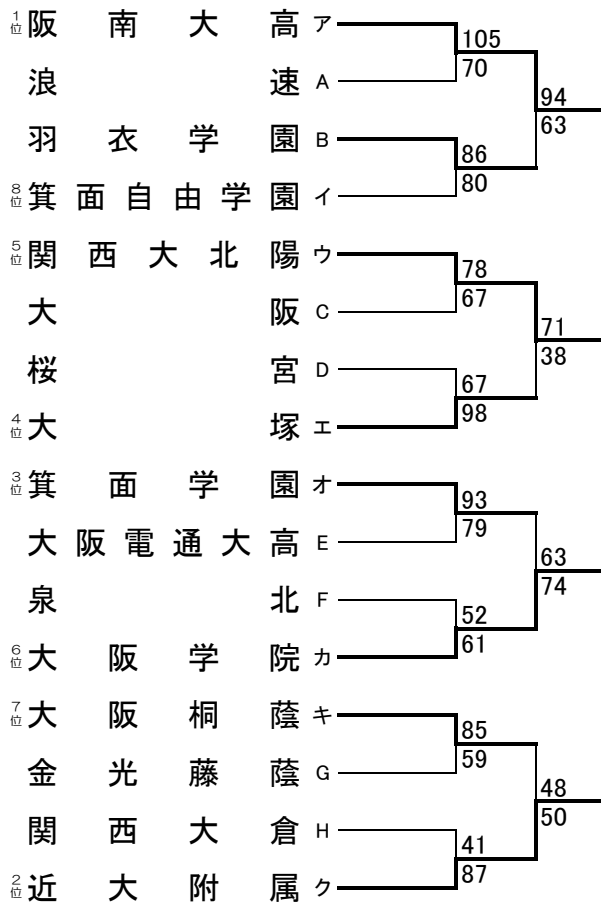 1位 阪南大高 ア
105
浪速 A
70
94
63
羽衣学園 B
86
箕面自由学園 イ 8位
80
5位 関西大北陽 ウ
78
大阪 C
67
71
38
桜宮 D
67
4位 大塚 エ
98
3位 箕面学園 オ
93
大阪電通大高 E
79
63
74
泉北 F
52
6位 大阪学院 カ
61
7位 大阪桐蔭 キ
85
金光藤蔭 G
59
48
50
関西大倉 H
41
2位 近大附属 ク
87